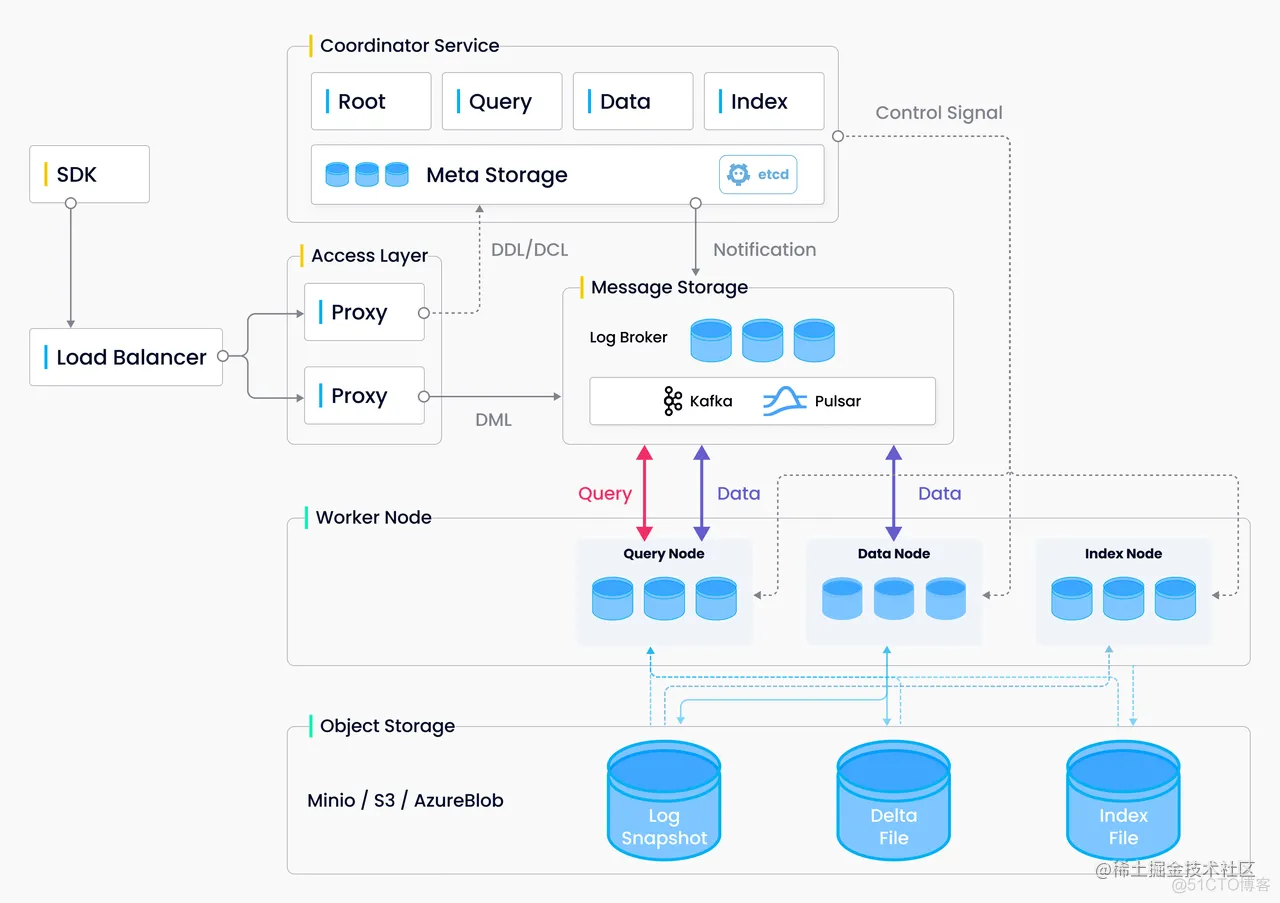 Coordinator Service
Root
Query
Data
Index
Control Signal
SDK
Meta Storage
etcd
DDL/DCL
Notification
Access Layer
Message Storage
Proxy
Log Broker
Load Balancer
Proxy
Kafka
Pulsar
DML
Query
Data
Data
Worker Node
Query Node
Data Node
Index Node
Object Storage
Minio / S3 / AzureBlob
Log
Snapshot
Delta
File
Index
File
@稀土掘金技术社区
@51CTO博客